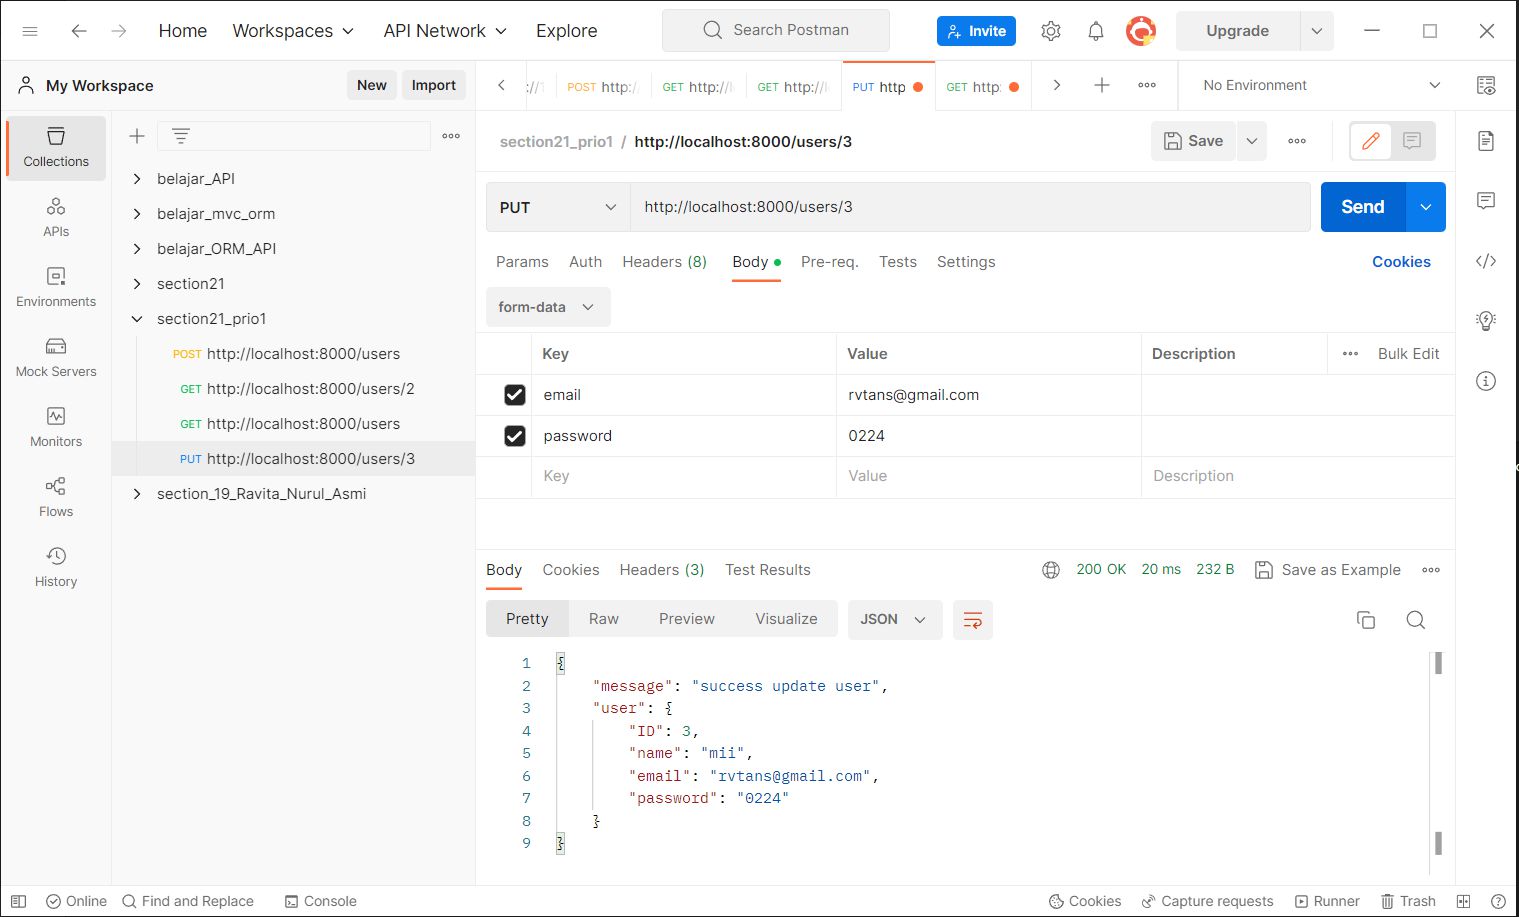 Home Workspaces API Network Explore Search Postman Invite Upgrade
My Workspace New Import POST http:/ GET http:// GET http:// PUT http GET http: No Environment
Collections
APIs
Environments
Mock Servers
Monitors
Flows
History
belajar_API
belajar_mvc_orm
belajar_ORM_API
section21
section21_prio1
POST http://localhost:8000/users
GET http://localhost:8000/users/2
GET http://localhost:8000/users
PUT http://localhost:8000/users/3
section_19_Ravita_Nurul_Asmi
section21_prio1 / http://localhost:8000/users/3 Save
PUT http://localhost:8000/users/3 Send
Params Auth Headers (8) Body Pre-req. Tests Settings Cookies
form-data
Key Value Description Bulk Edit
email rvtans@gmail.com
password 0224
Key Value Description
Body Cookies Headers (3) Test Results 200 OK 20 ms 232 B Save as Example
Pretty Raw Preview Visualize JSON
1 {
2 "message": "success update user",
3 "user": {
4 "ID": 3,
5 "name": "mii",
6 "email": "rvtans@gmail.com",
7 "password": "0224"
8 }
9 }
Online Find and Replace Console Cookies Capture requests Runner Trash